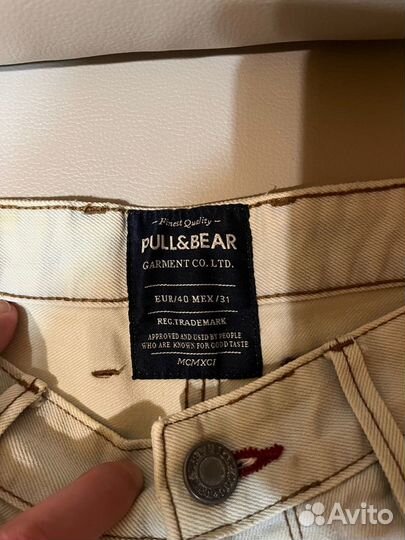 Finest Quality
PULL&BEAR
GARMENT CO. LTD.
EUR/40 MEX/31
REG.TRADEMARK
APPROVED AND USED BY PEOPLE
WHO ARE KNOWN FOR GOOD TASTE
MCMXCI
Avito